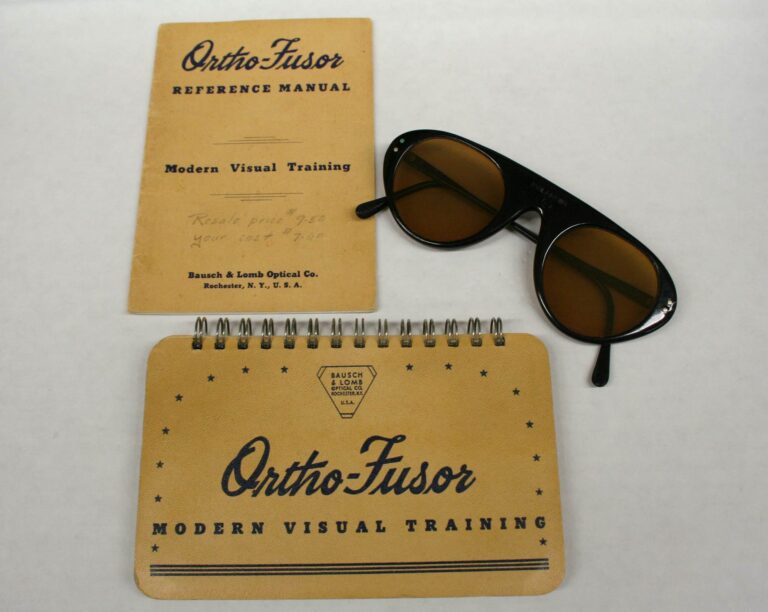 Ortho-Fusor
REFERENCE MANUAL
Modern Visual Training
Resale price $9.50
your cost $7.00
Bausch & Lomb Optical Co.
Rochester, N. Y., U. S. A.
BAUSCH
& LOMB
OPTICAL CO.
ROCHESTER, N.Y.
U.S.A.
Ortho-Fusor
MODERN VISUAL TRAINING